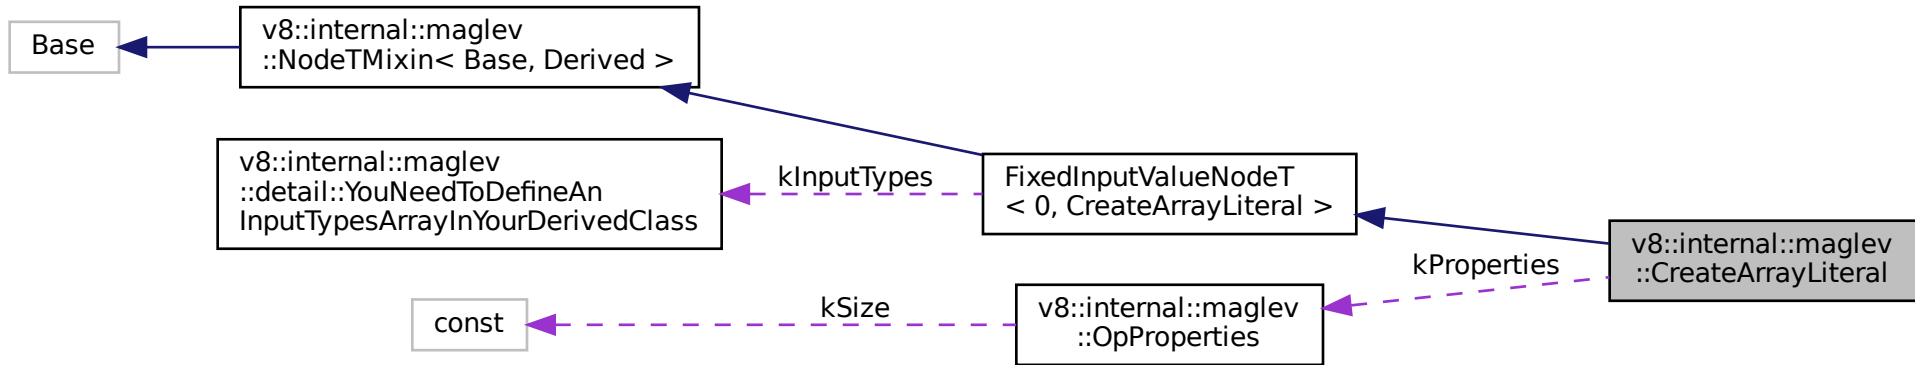 Base
v8::internal::maglev
::NodeTMixin< Base, Derived >
v8::internal::maglev
::detail::YouNeedToDefineAn
InputTypesArrayInYourDerivedClass
kInputTypes
FixedInputValueNodeT
< 0, CreateArrayLiteral >
v8::internal::maglev
::CreateArrayLiteral
kProperties
const
kSize
v8::internal::maglev
::OpProperties